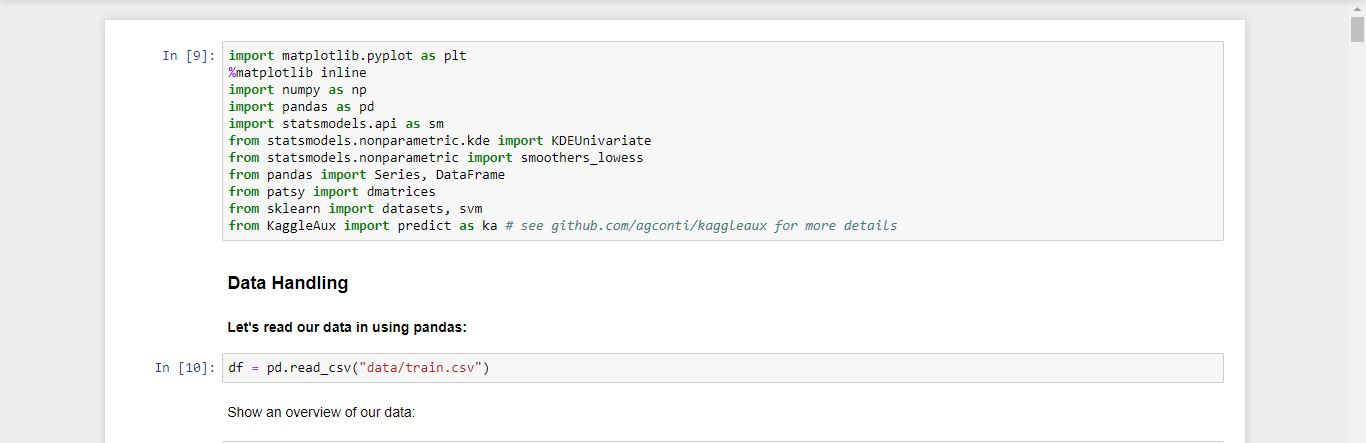 In [9]: import matplotlib.pyplot as plt
%matplotlib inline
import numpy as np
import pandas as pd
import statsmodels.api as sm
from statsmodels.nonparametric.kde import KDEUnivariate
from statsmodels.nonparametric import smoothers_lowess
from pandas import Series, DataFrame
from patsy import dmatrices
from sklearn import datasets, svm
from KaggleAux import predict as ka # see github.com/agconti/kaggleaux for more details
Data Handling
Let's read our data in using pandas:
In [10]: df = pd.read_csv("data/train.csv")
Show an overview of our data: